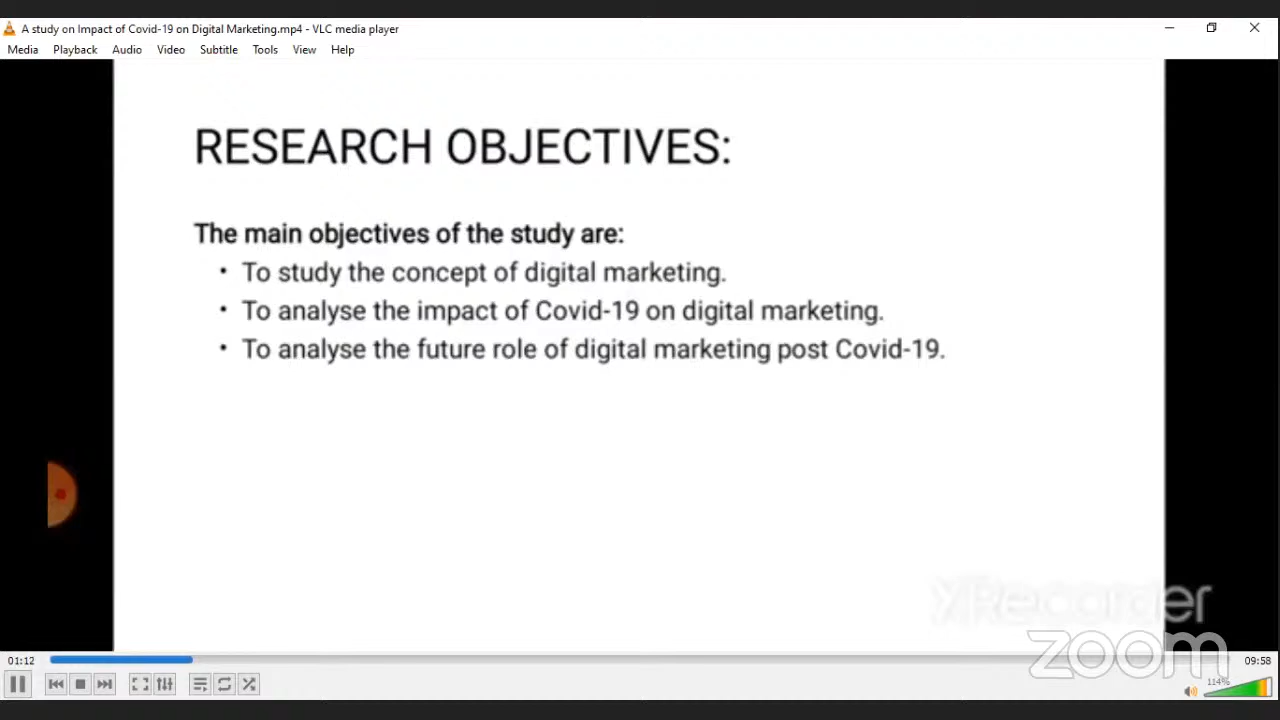 A study on Impact of Covid-19 on Digital Marketing.mp4 - VLC media player
Media Playback Audio Video Subtitle Tools View Help
RESEARCH OBJECTIVES:
The main objectives of the study are:
• To study the concept of digital marketing.
• To analyse the impact of Covid-19 on digital marketing.
• To analyse the future role of digital marketing post Covid-19.
XRecorder
zoom
01:12
09:58
114%